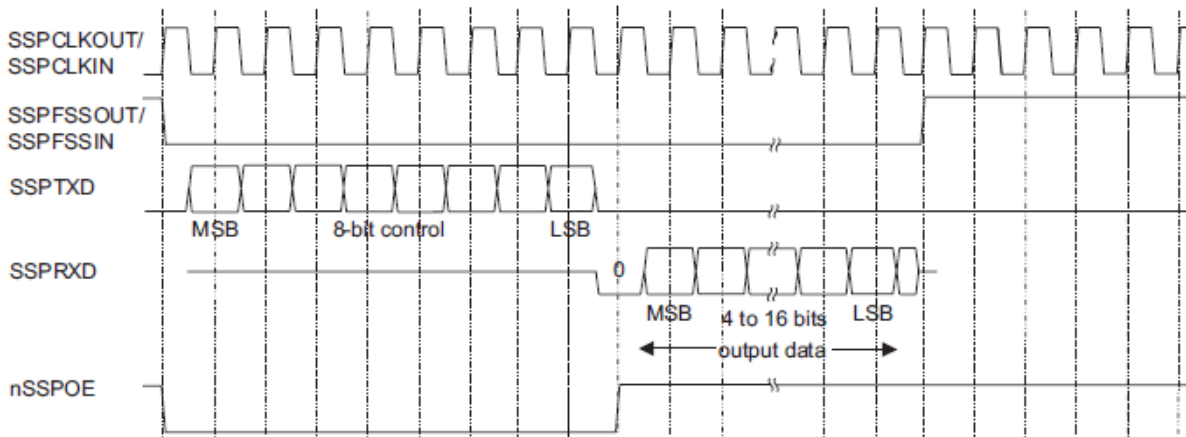 SSPCLKOUT/
SSPCLKIN
SSPFSSOUT/
SSPFSSIN
SSPTXD
MSB 8-bit control LSB
SSPRXD 0
MSB 4 to 16 bits LSB
output data
nSSPOE